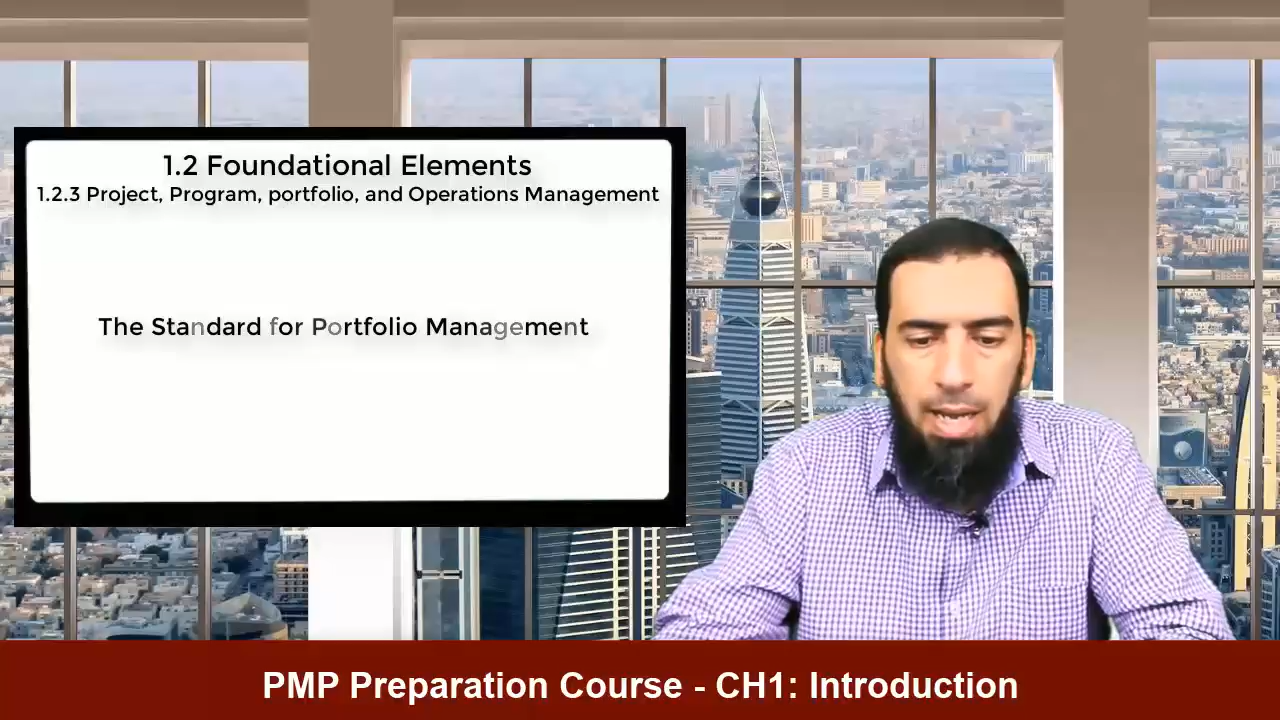 1.2 Foundational Elements
1.2.3 Project, Program, portfolio, and Operations Management
The Standard for Portfolio Management
PMP Preparation Course - CH1: Introduction